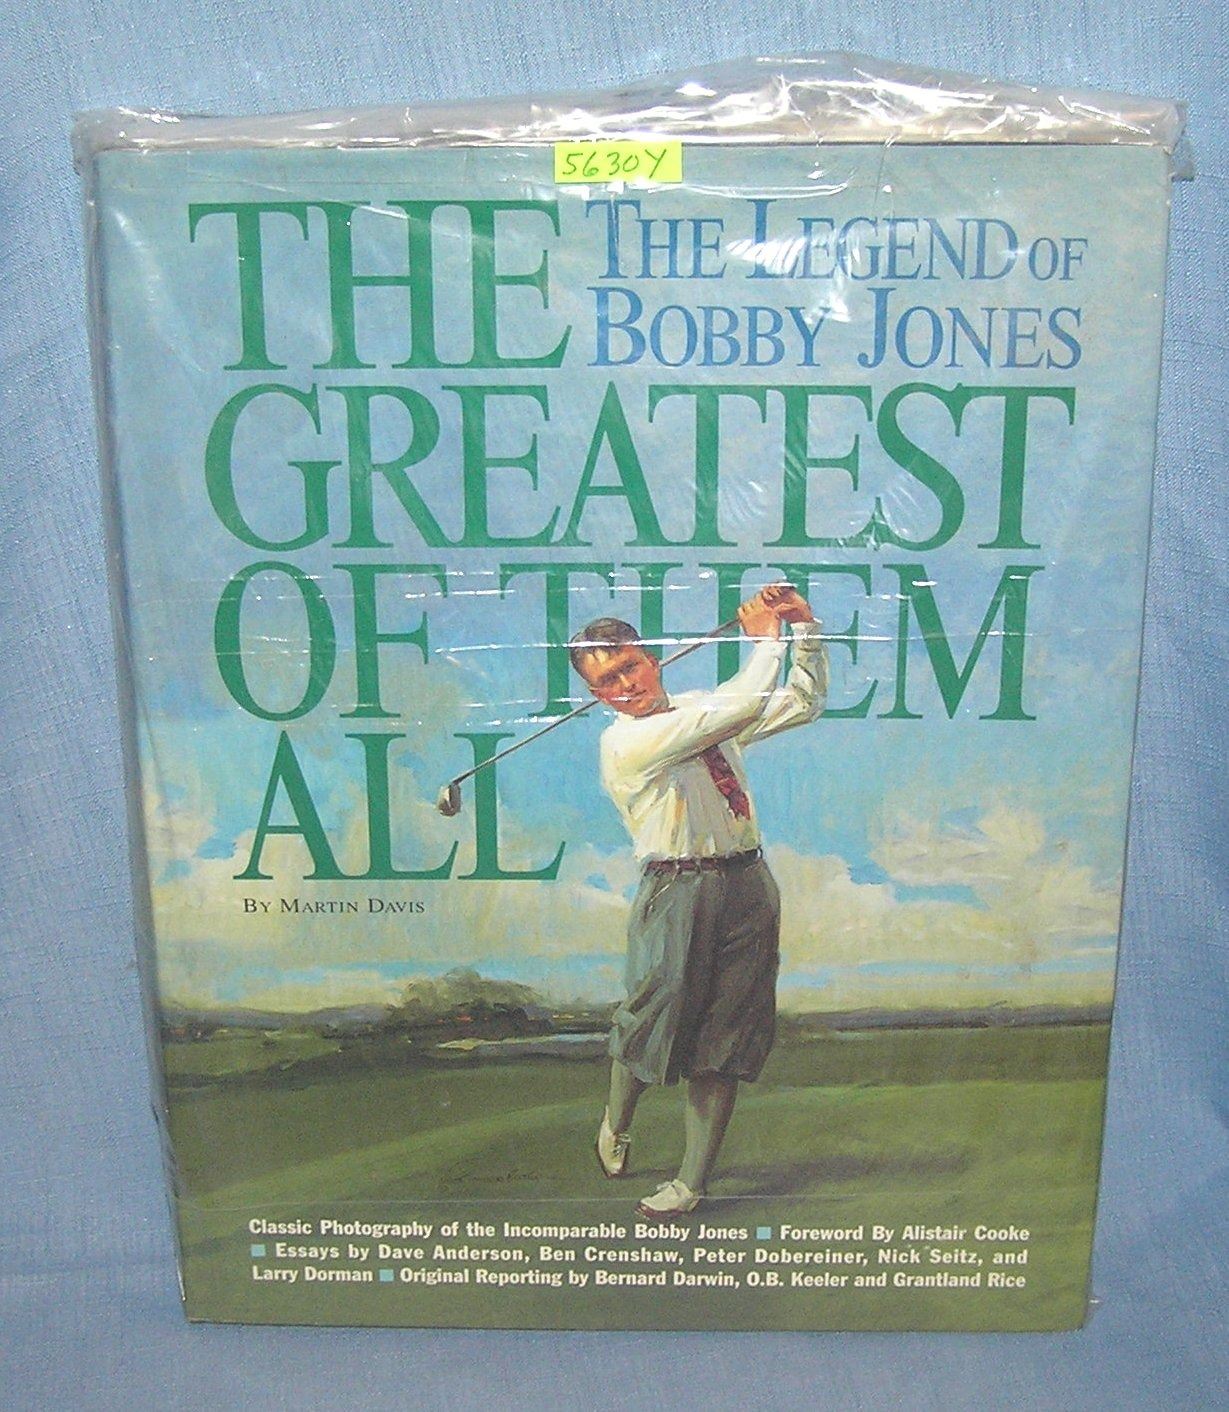 5630Y
THE
THE LEGEND OF
BOBBY JONES
GREATEST
OF THEM
ALL
BY MARTIN DAVIS
Classic Photography of the Incomparable Bobby Jones ■ Foreword By Alistair Cooke
■ Essays by Dave Anderson, Ben Crenshaw, Peter Dobereiner, Nick Seitz, and
Larry Dorman ■ Original Reporting by Bernard Darwin, O.B. Keeler and Grantland Rice